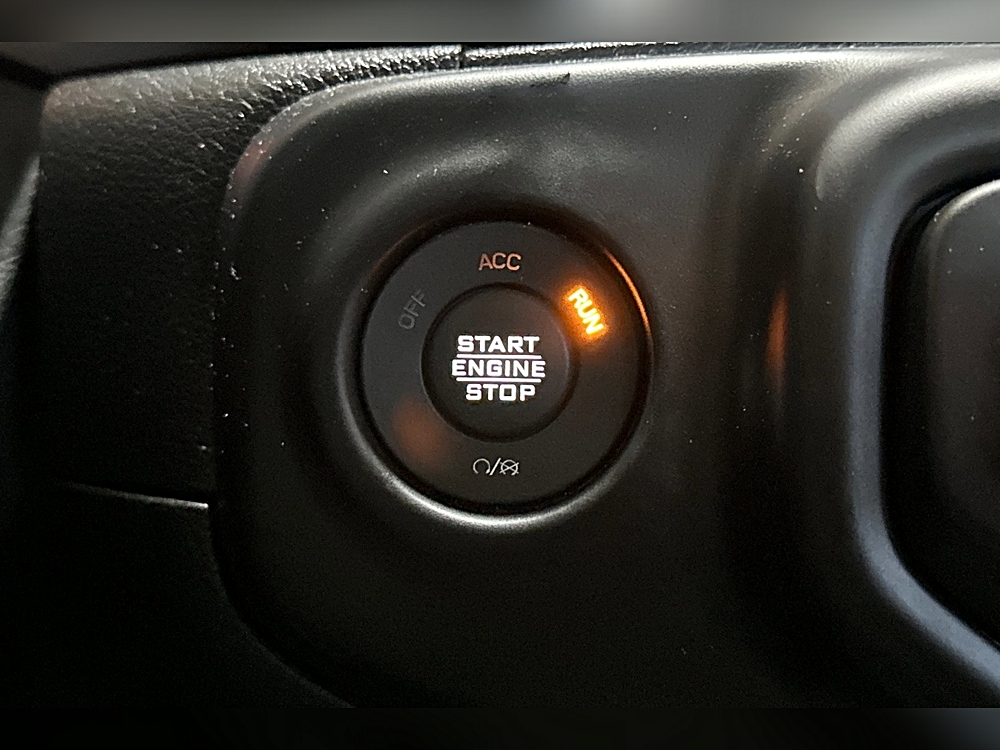 ACC
OFF
RUN
START
ENGINE
STOP